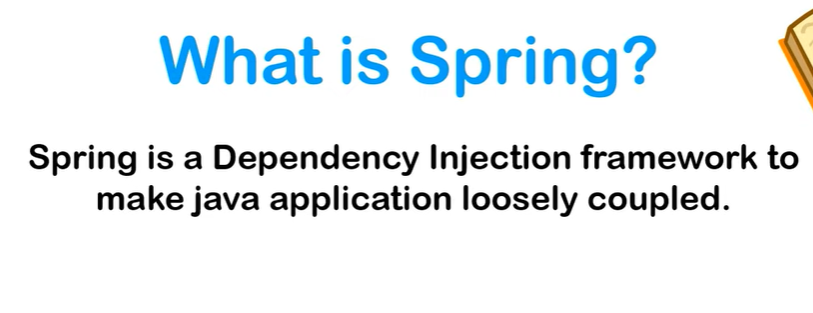 What is Spring?
Spring is a Dependency Injection framework to
make java application loosely coupled.